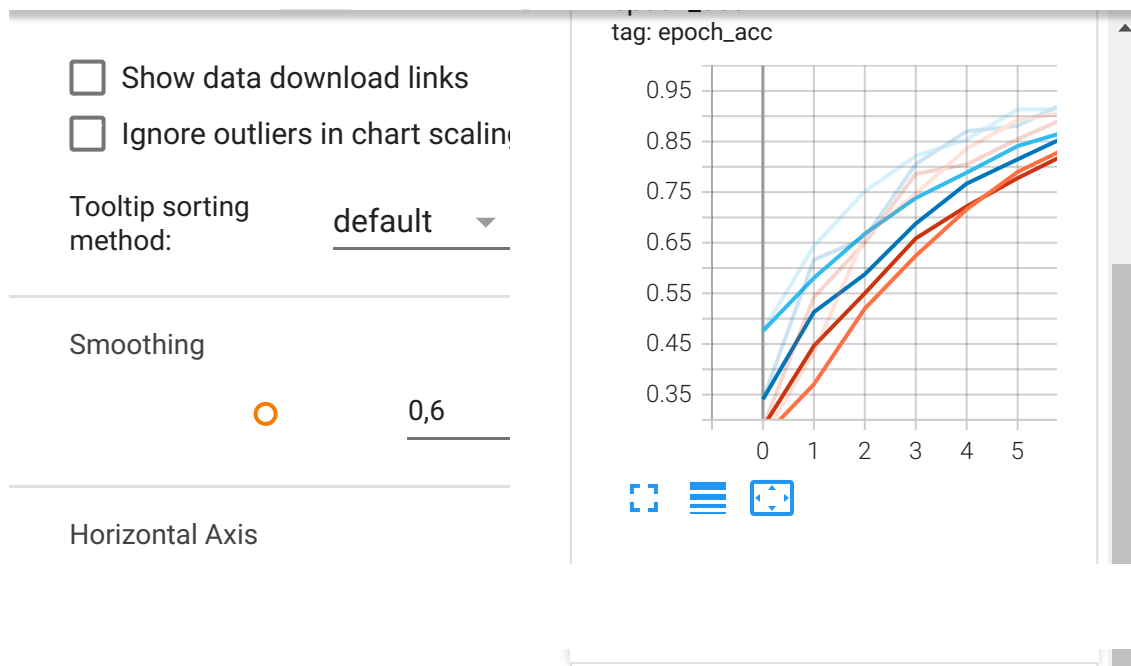 tag: epoch_acc
Show data download links
Ignore outliers in chart scaling
Tooltip sorting
method:
default
Smoothing
0,6
Horizontal Axis
0.95
0.85
0.75
0.65
0.55
0.45
0.35
0 1 2 3 4 5